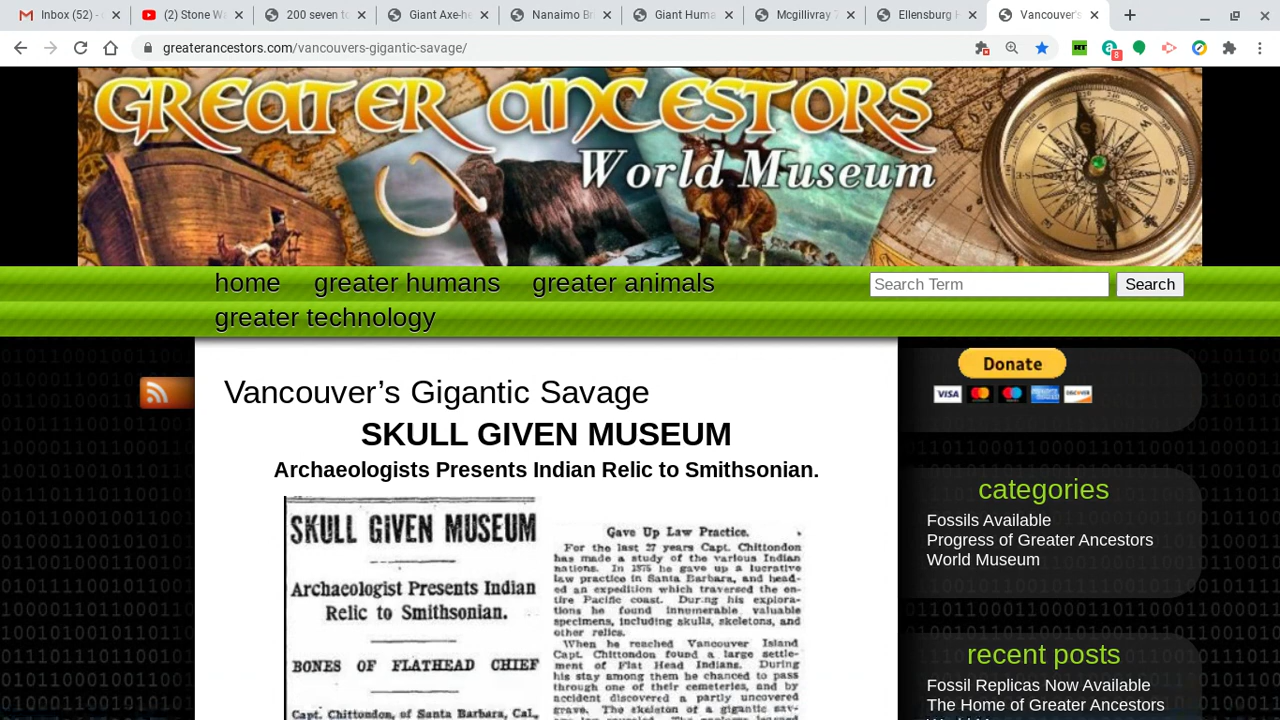 Inbox (52) -
(2) Stone Wa
200 seven to
Giant Axe-he
Nanaimo Bri
Giant Huma
Mcgillivray
Ellensburg H
Vancouver's
greaterancestors.com/vancouvers-gigantic-savage/
RT
8
GREATER ANCESTORS
World Museum
home
greater humans
greater animals
Search Term
Search
greater technology
Donate
VISA
DISCOVER
Vancouver’s Gigantic Savage
SKULL GIVEN MUSEUM
Archaeologists Presents Indian Relic to Smithsonian.
SKULL GIVEN MUSEUM
Archaeologist Presents Indian
Relic to Smithsonian.
BONES OF FLATHEAD CHIEF
Capt. Chittondon, of Santa Barbara, Cal.,
Gave Up Law Practice.
For the last 27 years Capt. Chittondon
has made a study of the various Indian
nations. In 1875 he gave up a lucrative
law practice in Santa Barbara, and head-
ed an expedition which traversed the en-
tire Pacific coast. During his explora-
tions he found innumerable valuable
specimens, including skulls, skeletons, and
other relics.
When he reached Vancouver Island
Capt. Chittondon found a large settle-
ment of Flat Head Indians. During
his stay among them he chanced to pass
through one of their cemeteries, and by
accident discovered a partly uncovered
grave. The skeleton of a gigantic sav-
categories
Fossils Available
Progress of Greater Ancestors
World Museum
recent posts
Fossil Replicas Now Available
The Home of Greater Ancestors